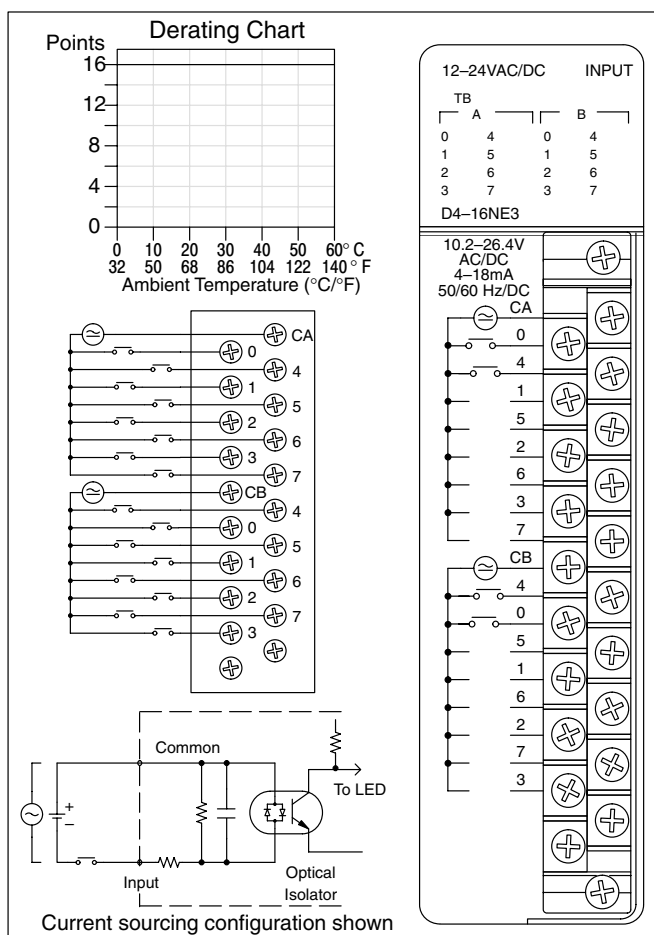 Derating Chart
Points
16
12
8
4
0
0 10 20 30 40 50 60° C
32 50 68 86 104 122 140 ° F
Ambient Temperature (°C/°F)
CA
0
4
1
5
2
6
3
7
CB
4
0
5
1
6
2
7
3
Common
+
–
To LED
Input
Optical
Isolator
Current sourcing configuration shown
12–24VAC/DC INPUT
TB
A B
0 4 0 4
1 5 1 5
2 6 2 6
3 7 3 7
D4–16NE3
10.2–26.4V
AC/DC
4–18mA
50/60 Hz/DC
CA
0
4
1
5
2
6
3
7
CB
4
0
5
1
6
2
7
3